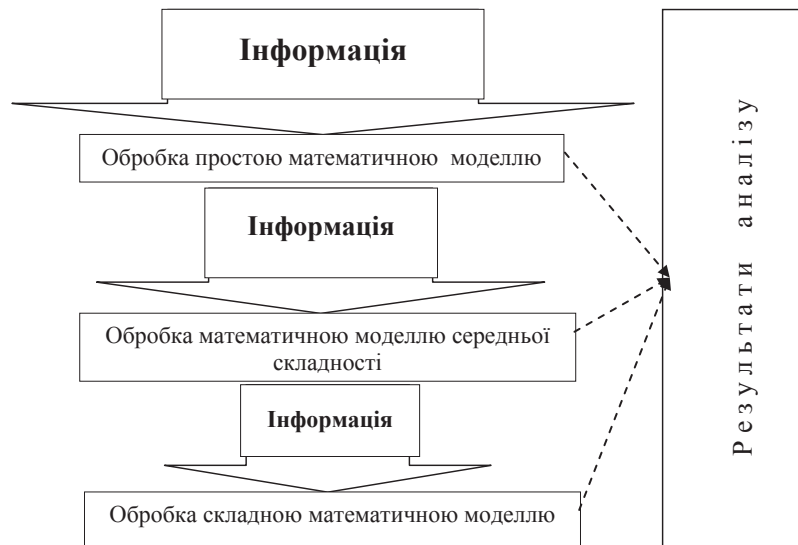 Інформація
Обробка простою математичною моделлю
Інформація
Обробка математичною моделлю середньої
складності
Інформація
Обробка складною математичною моделлю
Результати аналізу